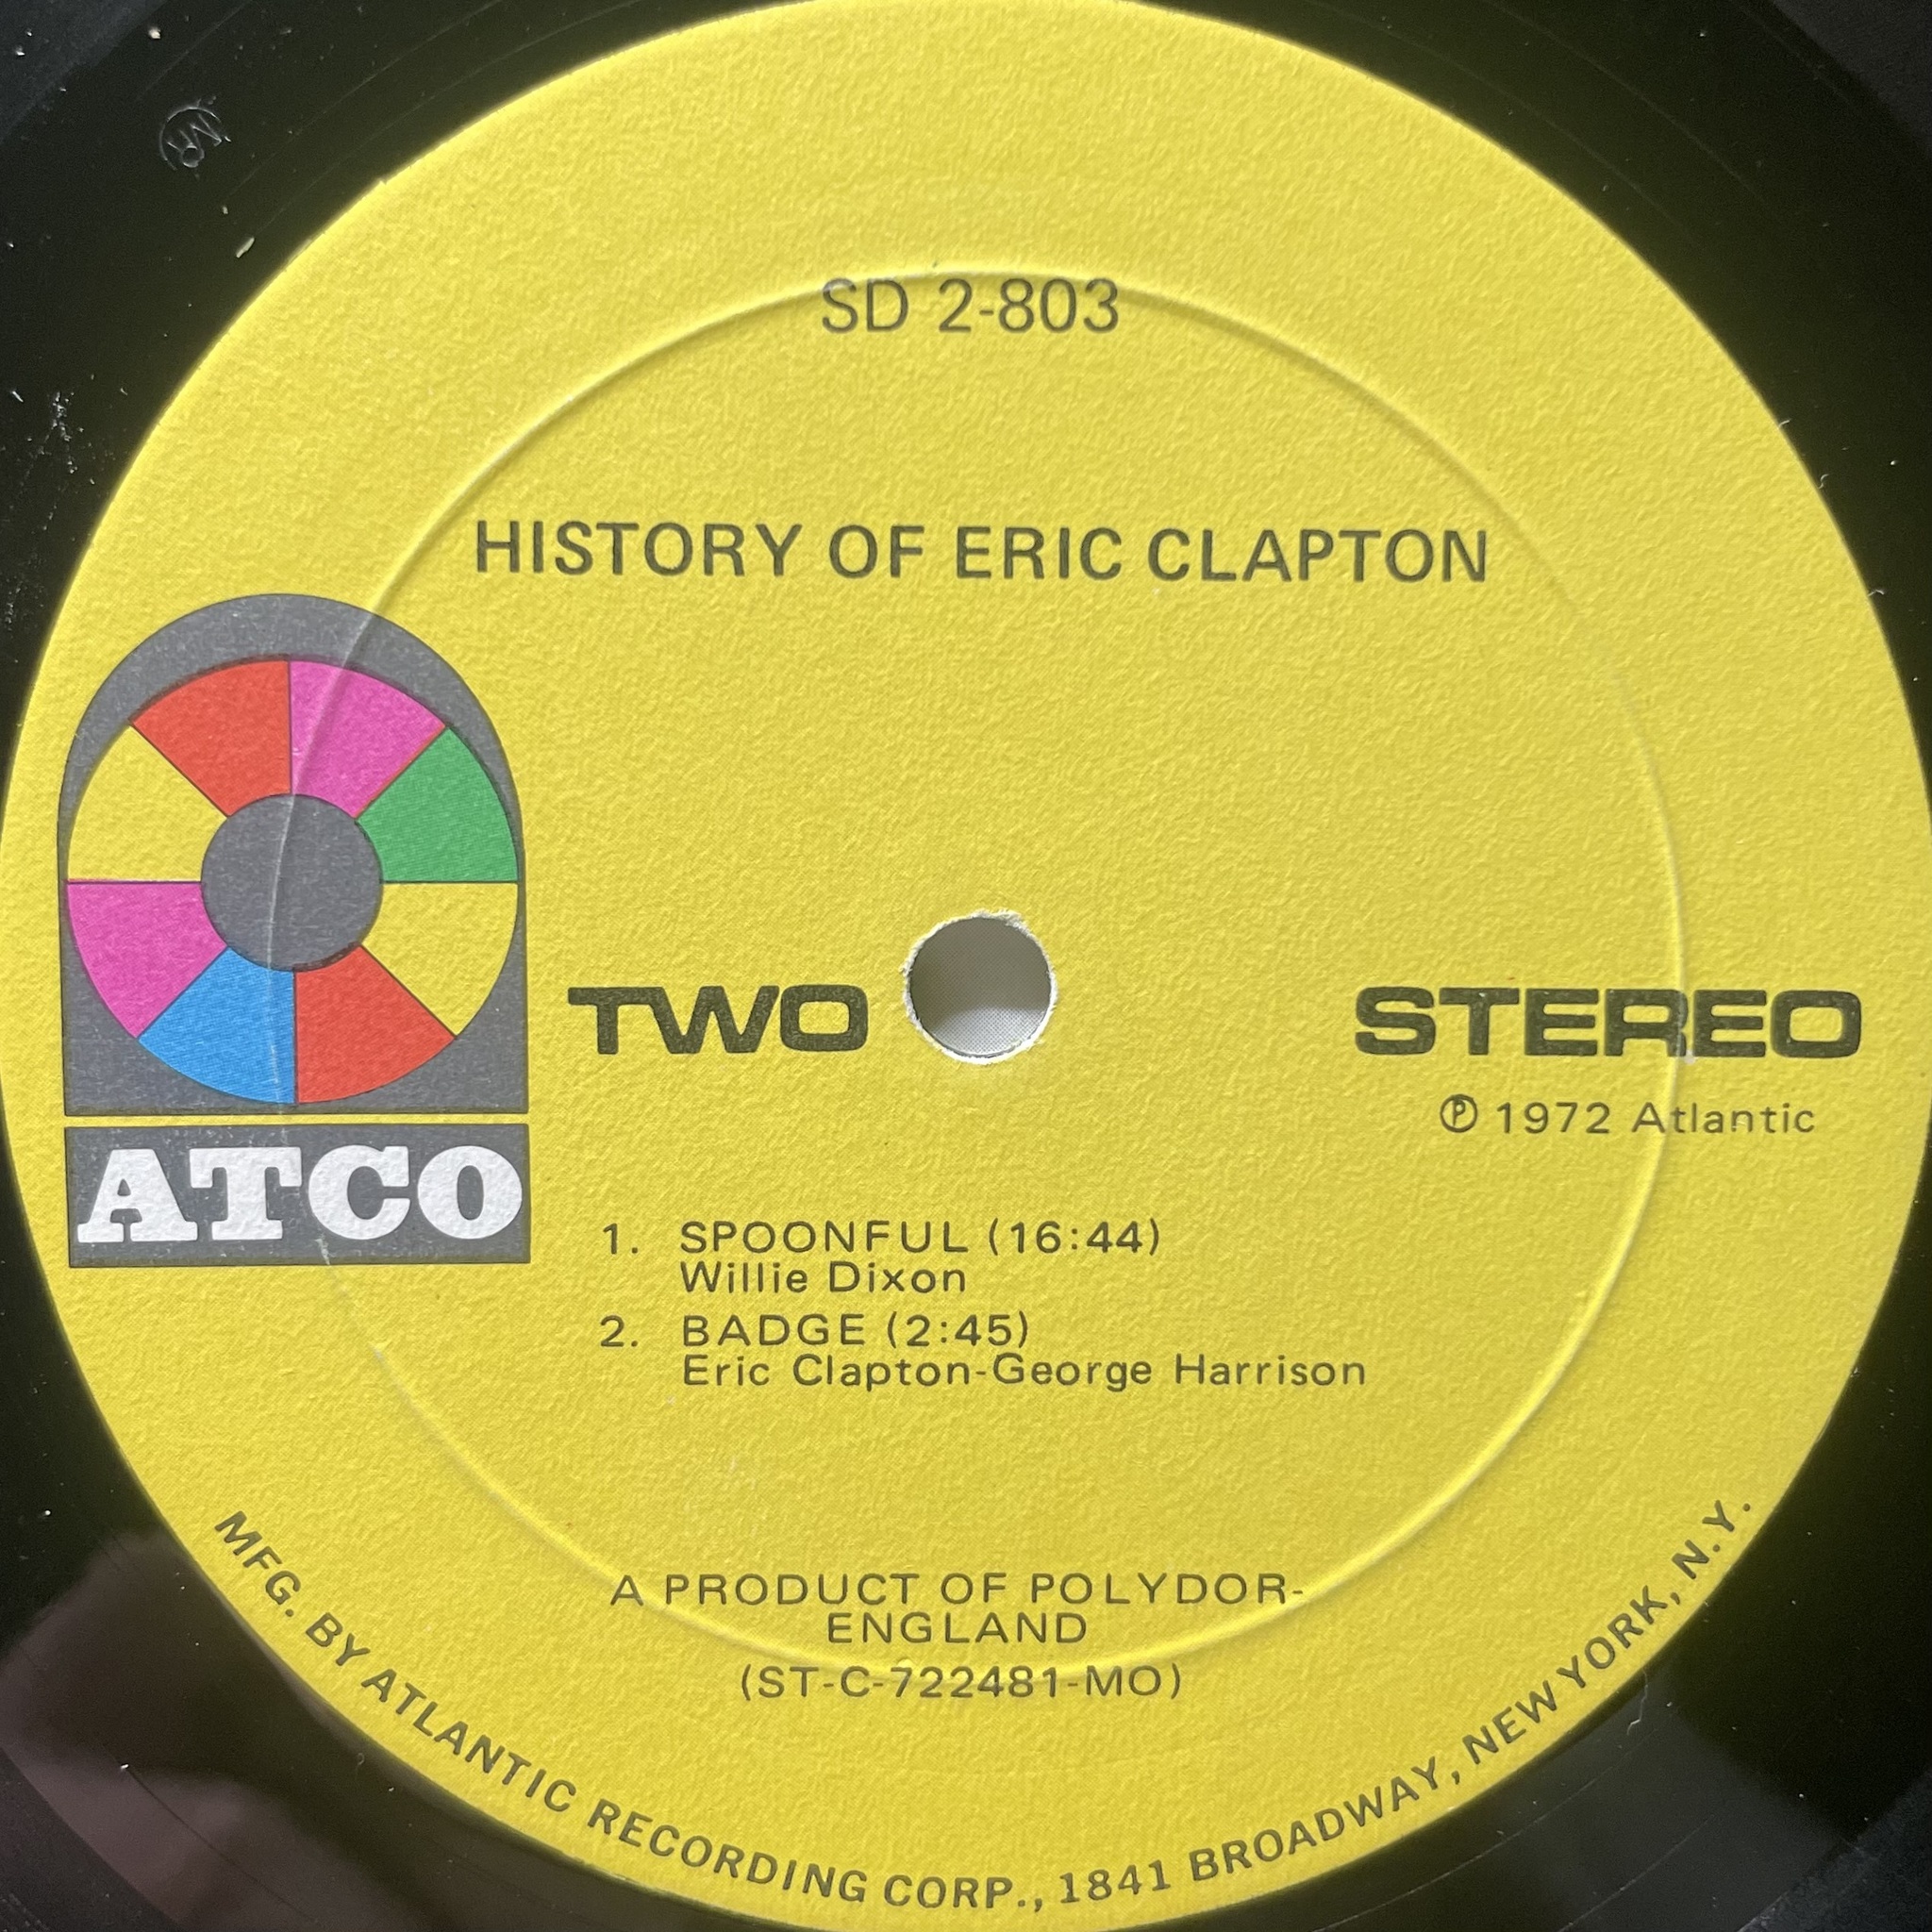 SD 2-803
HISTORY OF ERIC CLAPTON
ATCO
TWO
STEREO
℗ 1972 Atlantic
1. SPOONFUL (16:44)
Willie Dixon
2. BADGE (2:45)
Eric Clapton-George Harrison
A PRODUCT OF POLYDOR-
ENGLAND
(ST-C-722481-MO)
MFG. BY ATLANTIC RECORDING CORP., 1841 BROADWAY, NEW YORK, N.Y.